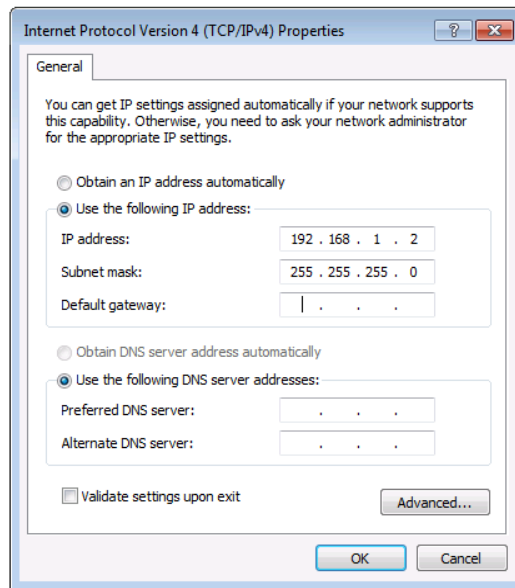 Internet Protocol Version 4 (TCP/IPv4) Properties
General
You can get IP settings assigned automatically if your network supports
this capability. Otherwise, you need to ask your network administrator
for the appropriate IP settings.
Obtain an IP address automatically
Use the following IP address:
IP address: 192 . 168 . 1 . 2
Subnet mask: 255 . 255 . 255 . 0
Default gateway: . . .
Obtain DNS server address automatically
Use the following DNS server addresses:
Preferred DNS server: . . .
Alternate DNS server: . . .
Validate settings upon exit
Advanced...
OK Cancel